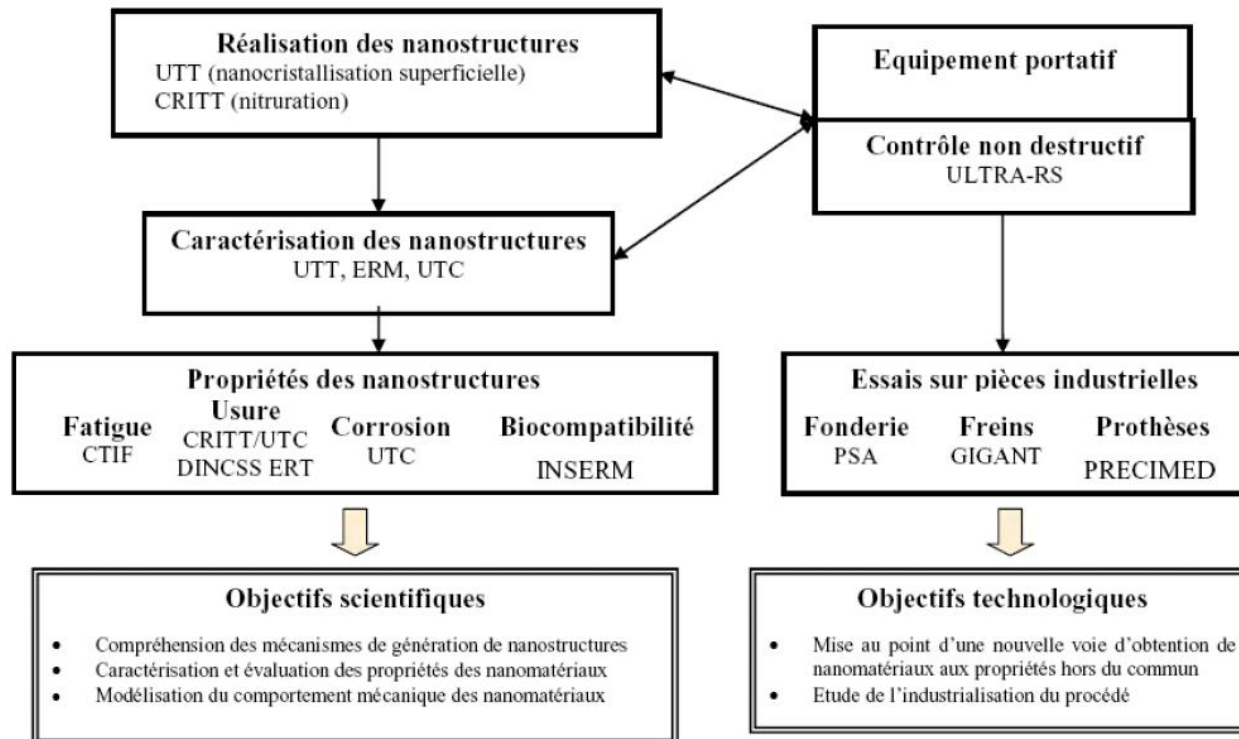 Réalisation des nanostructures
UTT (nanocristallisation superficielle)
CRITT (nitruration)
Equipement portatif
Contrôle non destructif
ULTRA-RS
Caractérisation des nanostructures
UTT, ERM, UTC
Propriétés des nanostructures
Fatigue
CTIF
Usure
CRITT/UTC
DINCSS ERT
Corrosion
UTC
Biocompatibilité
INSERM
Essais sur pièces industrielles
Fonderie
PSA
Freins
GIGANT
Prothèses
PRECIMED
Objectifs scientifiques
• Compréhension des mécanismes de génération de nanostructures
• Caractérisation et évaluation des propriétés des nanomatériaux
• Modélisation du comportement mécanique des nanomatériaux
Objectifs technologiques
• Mise au point d'une nouvelle voie d'obtention de
nanomatériaux aux propriétés hors du commun
• Etude de l'industrialisation du procédé